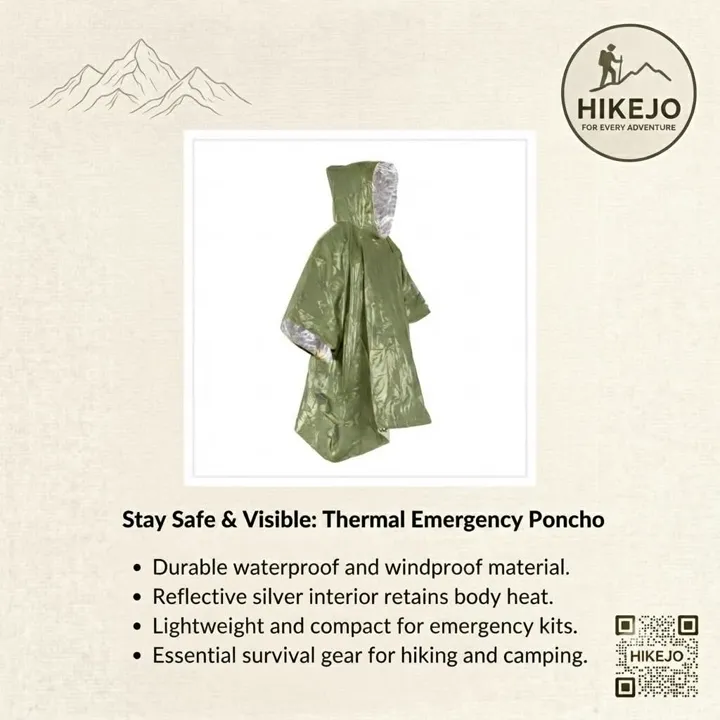 HIKEJO
FOR EVERY ADVENTURE
Stay Safe & Visible: Thermal Emergency Poncho
• Durable waterproof and windproof material.
• Reflective silver interior retains body heat.
• Lightweight and compact for emergency kits.
• Essential survival gear for hiking and camping.
HIKEJO